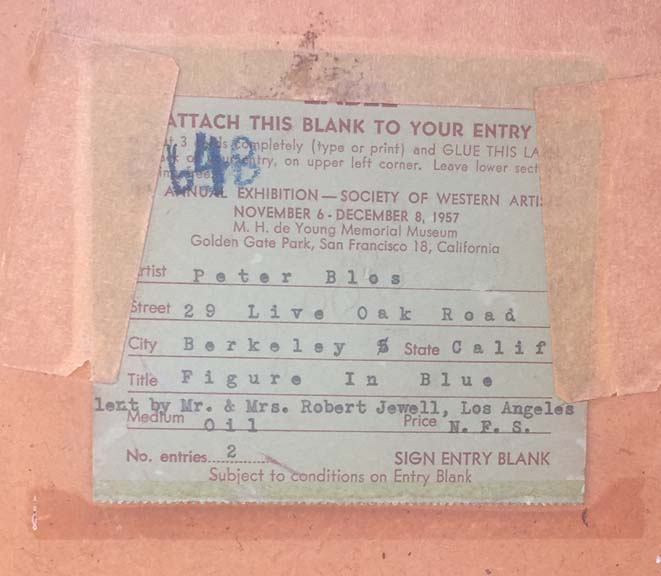 ATTACH THIS BLANK TO YOUR ENTRY
3 completely (type or print) and GLUE THIS
entry, on upper left corner. Leave lower
ANNUAL EXHIBITION — SOCIETY OF WESTERN
NOVEMBER 6 - DECEMBER 8, 1957
M. H. de Young Memorial Museum
Golden Gate Park, San Francisco 18, California
Artist Peter Blos
Street 29 Live Oak Road
City Berkeley 5 State Calif
Title Figure In Blue
lent by Mr. & Mrs. Robert Jewell, Los Angeles
Medium Oil Price N. F. S.
No. entries 2 SIGN ENTRY BLANK
Subject to conditions on Entry Blank